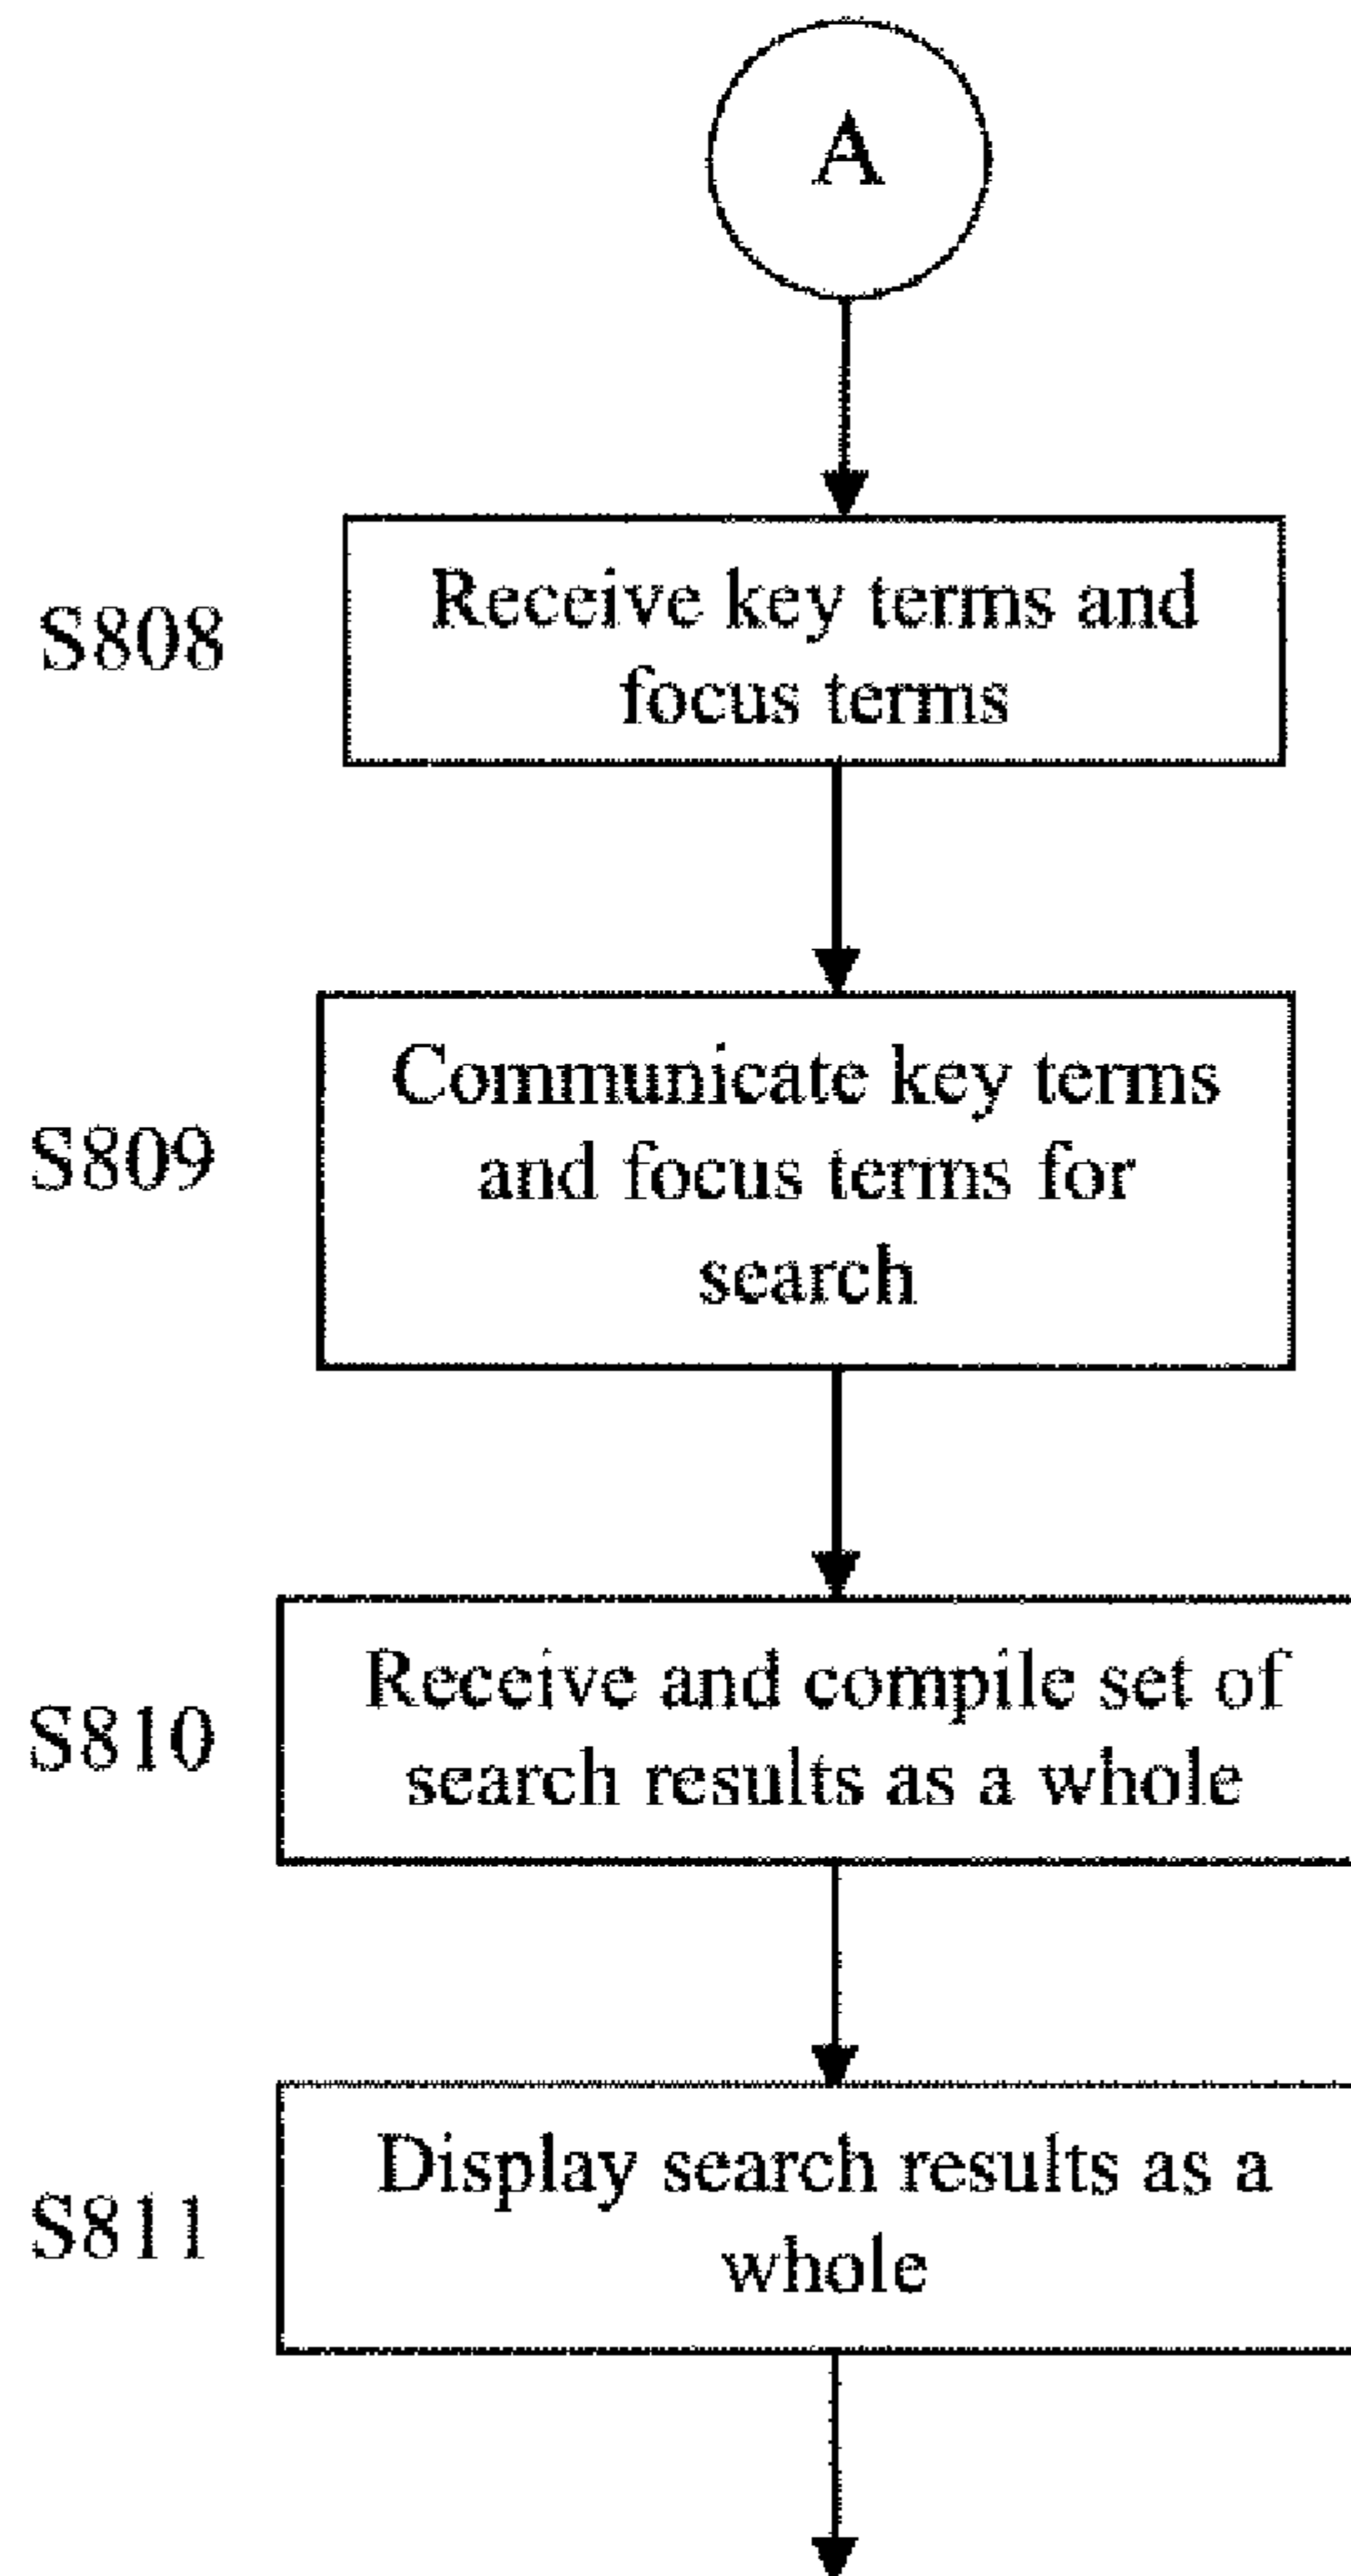 A
S808
Receive key terms and
focus terms
S809
Communicate key terms
and focus terms for
search
S810
Receive and compile set of
search results as a whole
S811
Display search results as a
whole